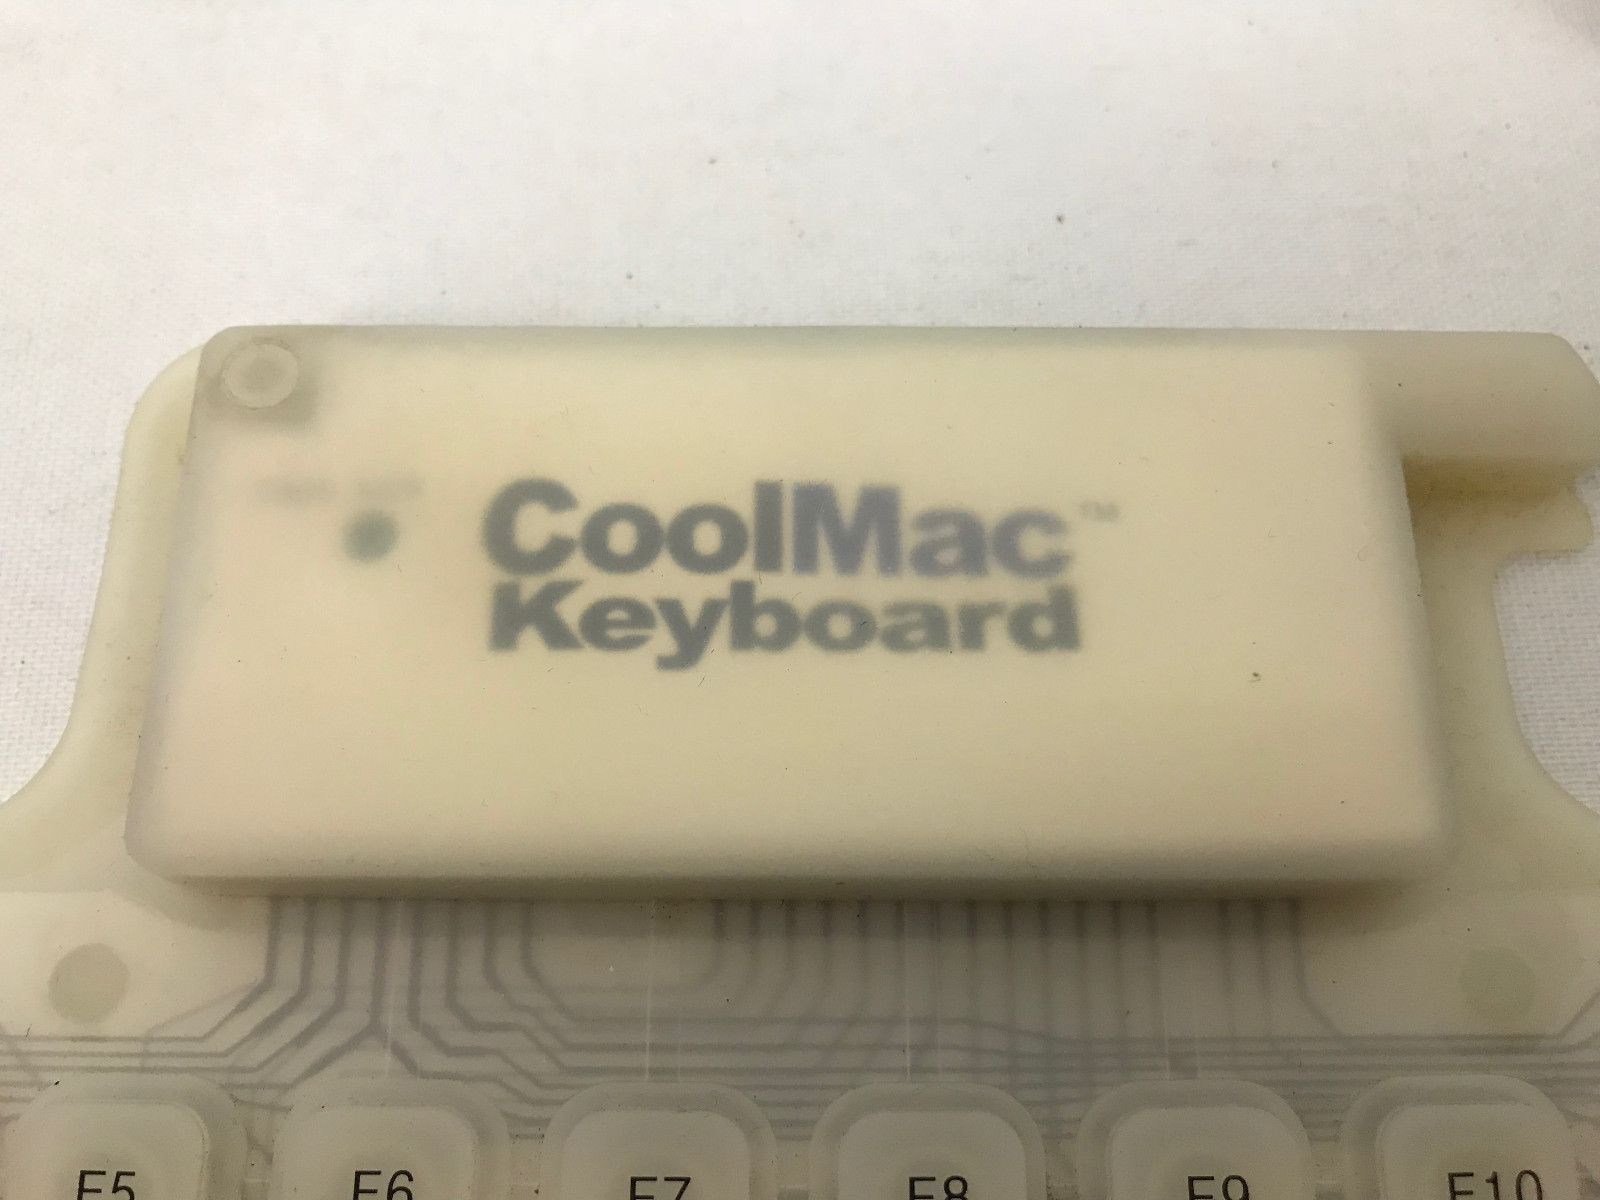 CoolMac™
Keyboard
F5 F6 F7 F8 F9 F10